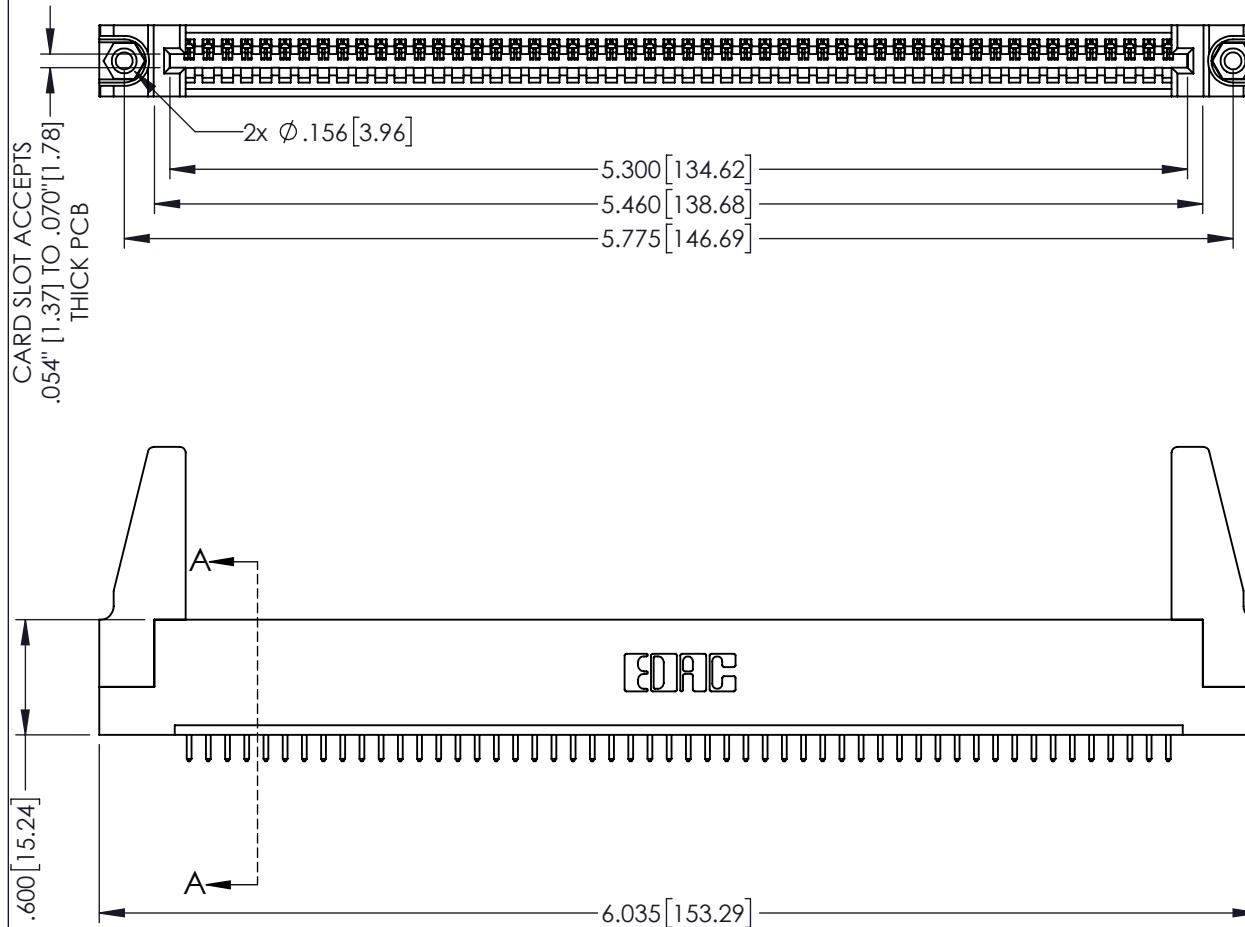 2x ∅ .156[3.96]
5.300[134.62]
5.460[138.68]
5.775[146.69]
CARD SLOT ACCEPTS
.054" [1.37] TO .070"[1.78]
THICK PCB
A
EDAC
A
.600[15.24]
6.035[153.29]